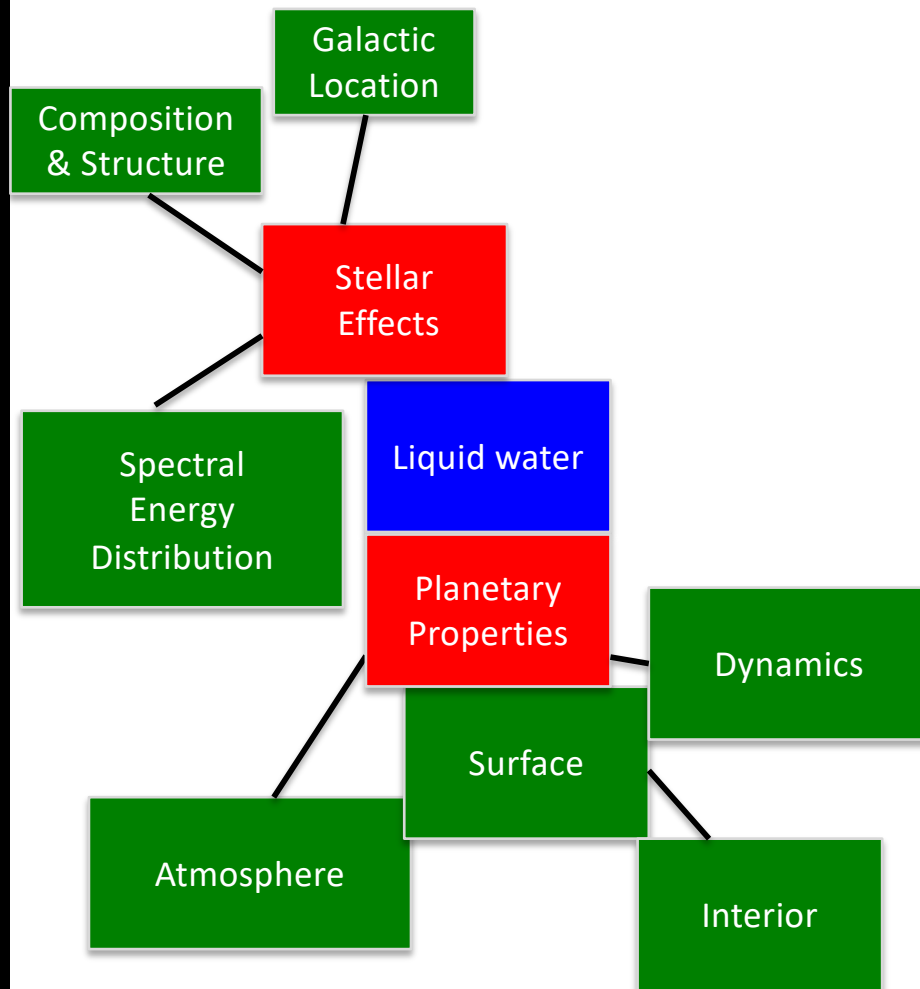 Galactic
Location
Composition
& Structure
Stellar
Effects
Spectral
Energy
Distribution
Liquid water
Planetary
Properties
Dynamics
Surface
Atmosphere
Interior